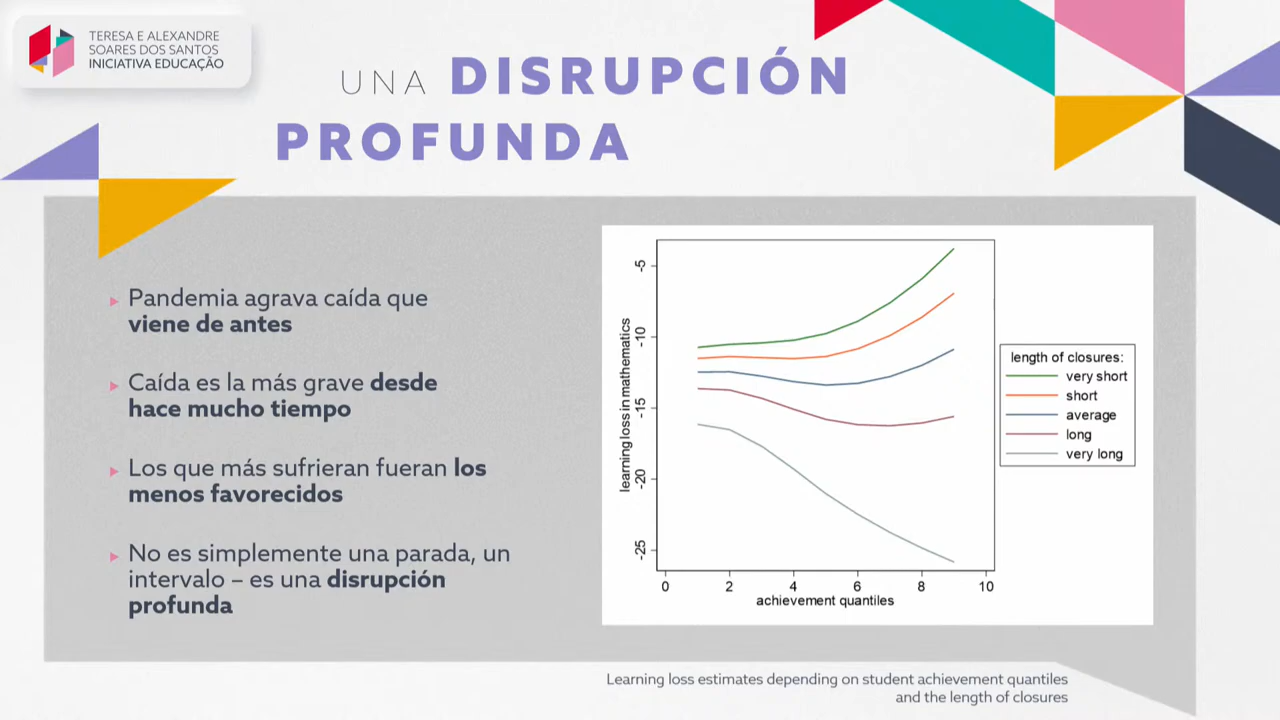 TERESA E ALEXANDRE
SOARES DOS SANTOS
INICIATIVA EDUCAÇÃO
UNA DISRUPCIÓN
PROFUNDA
Pandemia agrava caída que
viene de antes
Caída es la más grave desde
hace mucho tiempo
Los que más sufrieran fueran los
menos favorecidos
No es simplemente una parada, un
intervalo – es una disrupción
profunda
learning loss in mathematics
-5
-10
-15
-20
-25
0 2 4 6 8 10
achievement quantiles
length of closures:
very short
short
average
long
very long
Learning loss estimates depending on student achievement quantiles
and the length of closures